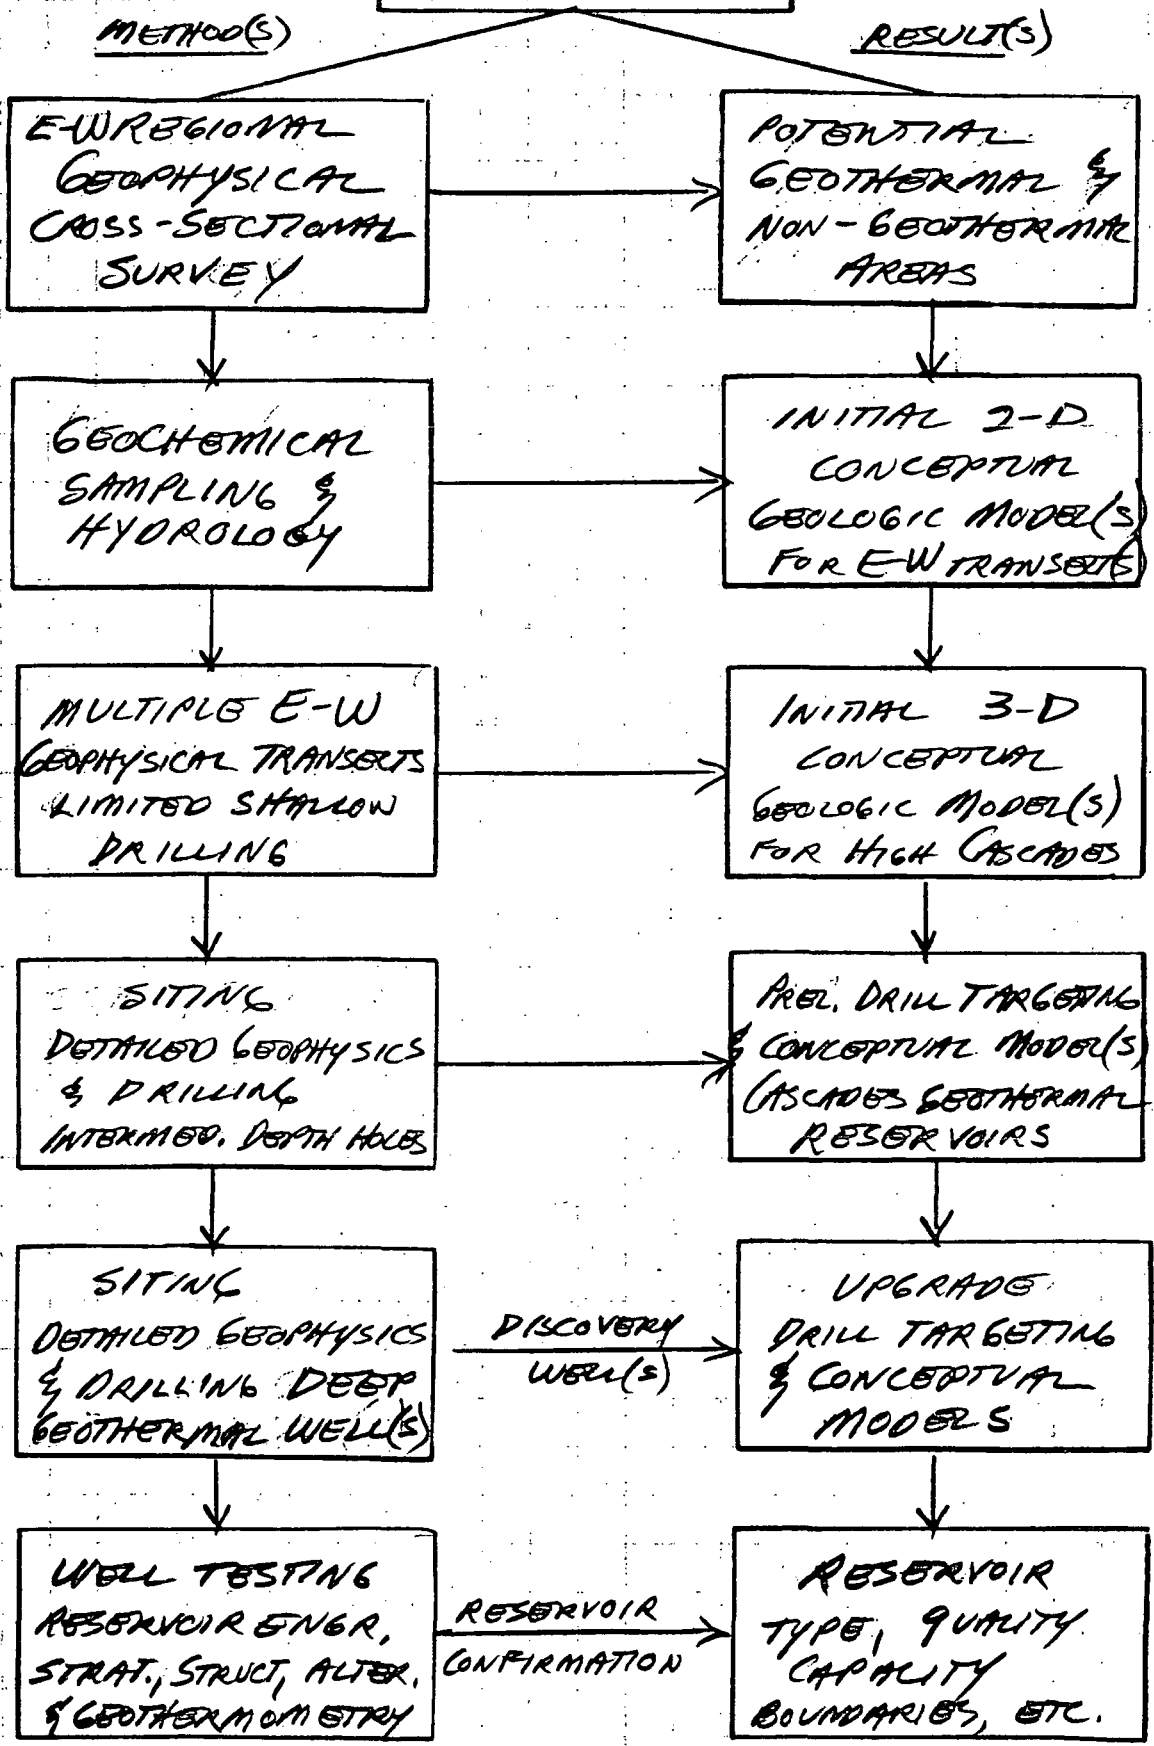 METHOD(S)
RESULT(S)
E-W REGIONAL
GEOPHYSICAL
CROSS-SECTIONAL
SURVEY
POTENTIAL
GEOTHERMAL &
NON-GEOTHERMAL
AREAS
GEOCHEMICAL
SAMPLING &
HYDROLOGY
INITIAL 2-D
CONCEPTUAL
GEOLOGIC MODEL(S)
FOR E-W TRANSECT(S)
MULTIPLE E-W
GEOPHYSICAL TRANSECTS
LIMITED SHALLOW
DRILLING
INITIAL 3-D
CONCEPTUAL
GEOLOGIC MODEL(S)
FOR HIGH CASCADES
SITING
DETAILED GEOPHYSICS
& DRILLING
INTERMED. DEPTH HOLES
PREL. DRILL TARGETING
& CONCEPTUAL MODEL(S)
CASCADES GEOTHERMAL
RESERVOIRS
SITING
DETAILED GEOPHYSICS
& DRILLING DEEP
GEOTHERMAL WELL(S)
DISCOVERY
WELL(S)
UPGRADE
DRILL TARGETING
& CONCEPTUAL
MODELS
WELL TESTING
RESERVOIR ENGR,
STRAT., STRUCT, ALTER.
& GEOTHERMOMETRY
RESERVOIR
CONFIRMATION
RESERVOIR
TYPE, QUALITY
CAPACITY
BOUNDARIES, ETC.